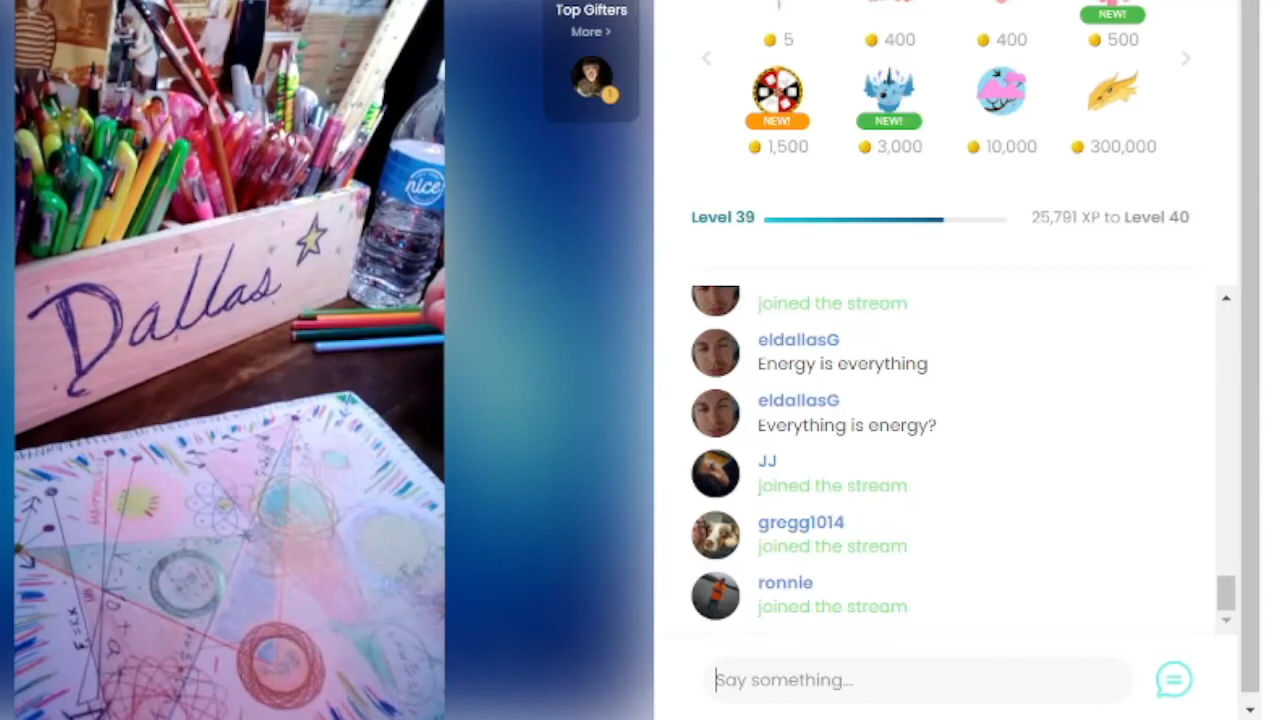 Top Gifters
More >
1
nice
Dallas
5
400
400
NEW!
500
NEW!
1,500
NEW!
3,000
10,000
300,000
Level 39
25,791 XP to Level 40
joined the stream
eldallasG
Energy is everything
eldallasG
Everything is energy?
JJ
joined the stream
gregg1014
joined the stream
ronnie
joined the stream
Say something...